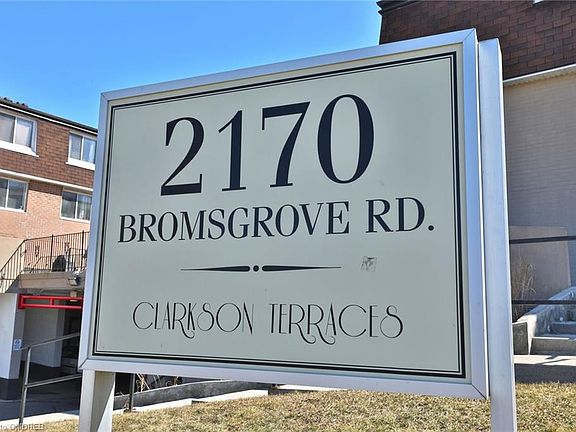 2170
BROMSGROVE RD.
CLARKSON TERRACES